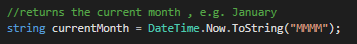 //returns the current month , e.g. January
string currentMonth = DateTime.Now.ToString("MMMM");